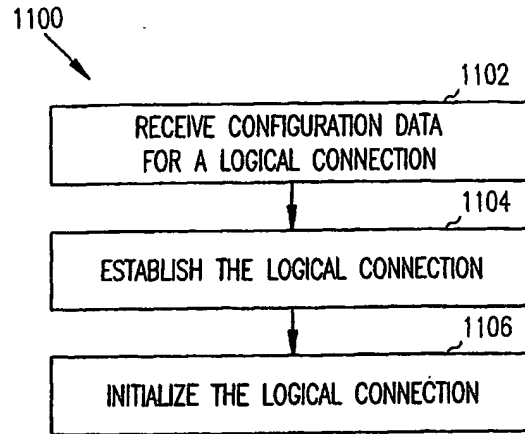 1100
1102
RECEIVE CONFIGURATION DATA
FOR A LOGICAL CONNECTION
1104
ESTABLISH THE LOGICAL CONNECTION
1106
INITIALIZE THE LOGICAL CONNECTION